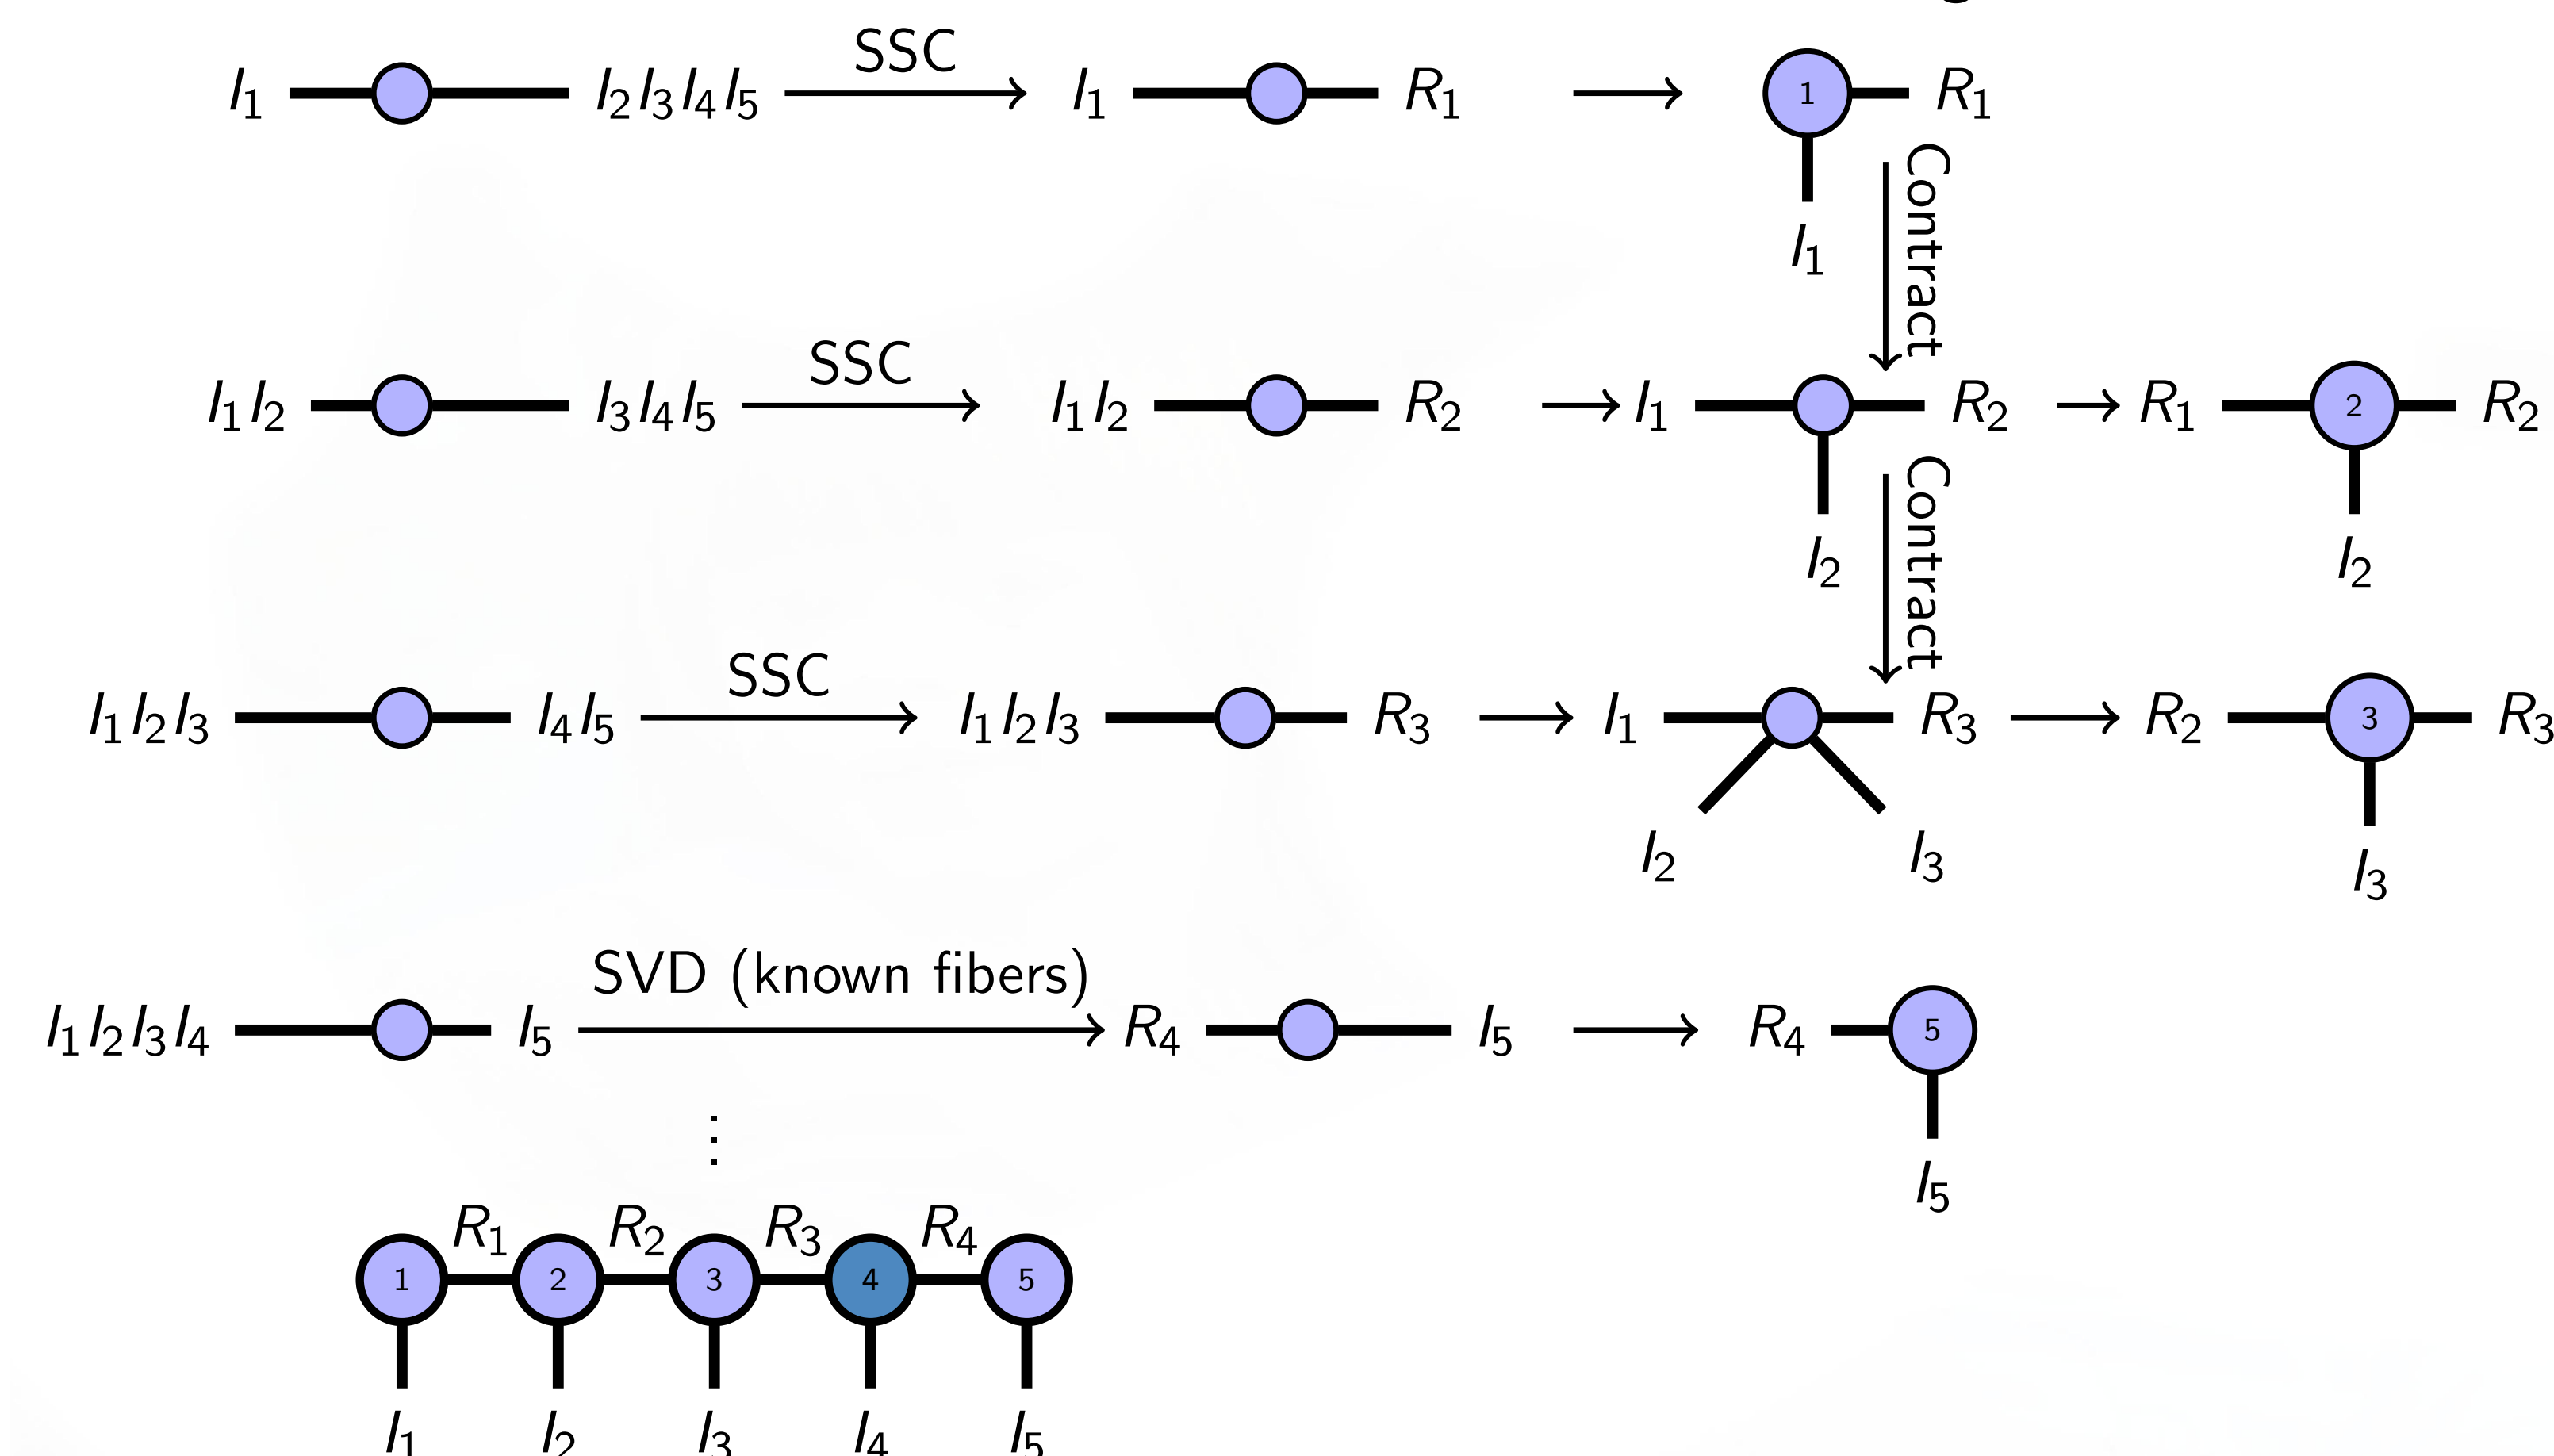 SSC
I₁ I₂I₃I₄I₅ I₁ R₁ 1 R₁
I₁
Contract
SSC
I₁I₂ I₃I₄I₅ I₁I₂ R₂ I₁ R₂ R₁ 2 R₂
I₂ I₂
Contract
SSC
I₁I₂I₃ I₄I₅ I₁I₂I₃ R₃ I₁ R₃ R₂ 3 R₃
I₂ I₃ I₃
SVD (known fibers)
I₁I₂I₃I₄ I₅ R₄ I₅ R₄ 5
I₅
⋮
R₁ R₂ R₃ R₄
1 2 3 4 5
I₁ I₂ I₃ I₄ I₅